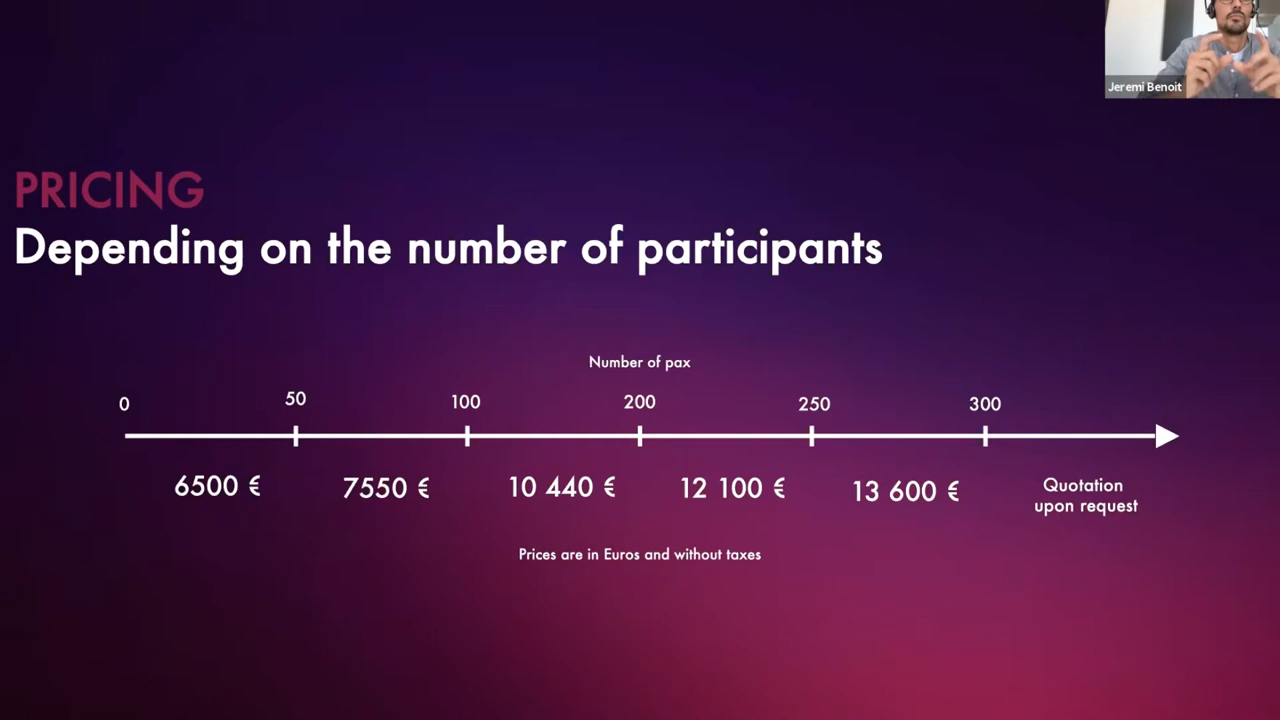 Jeremi Benoit
PRICING
Depending on the number of participants
Number of pax
0 50 100 200 250 300
6500 € 7550 € 10 440 € 12 100 € 13 600 € Quotation
upon request
Prices are in Euros and without taxes